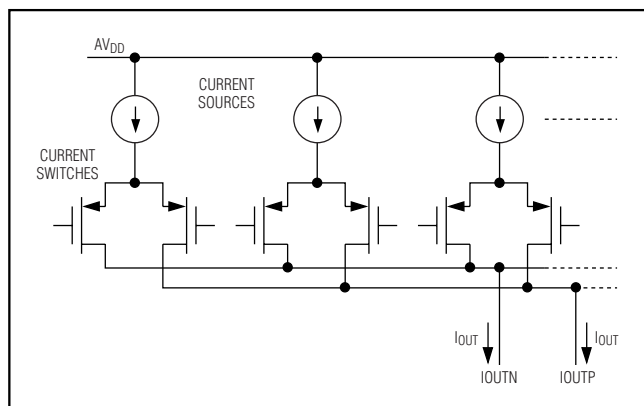 AVDD
CURRENT
SOURCES
CURRENT
SWITCHES
IOUT
IOUT
IOUTN
IOUTP